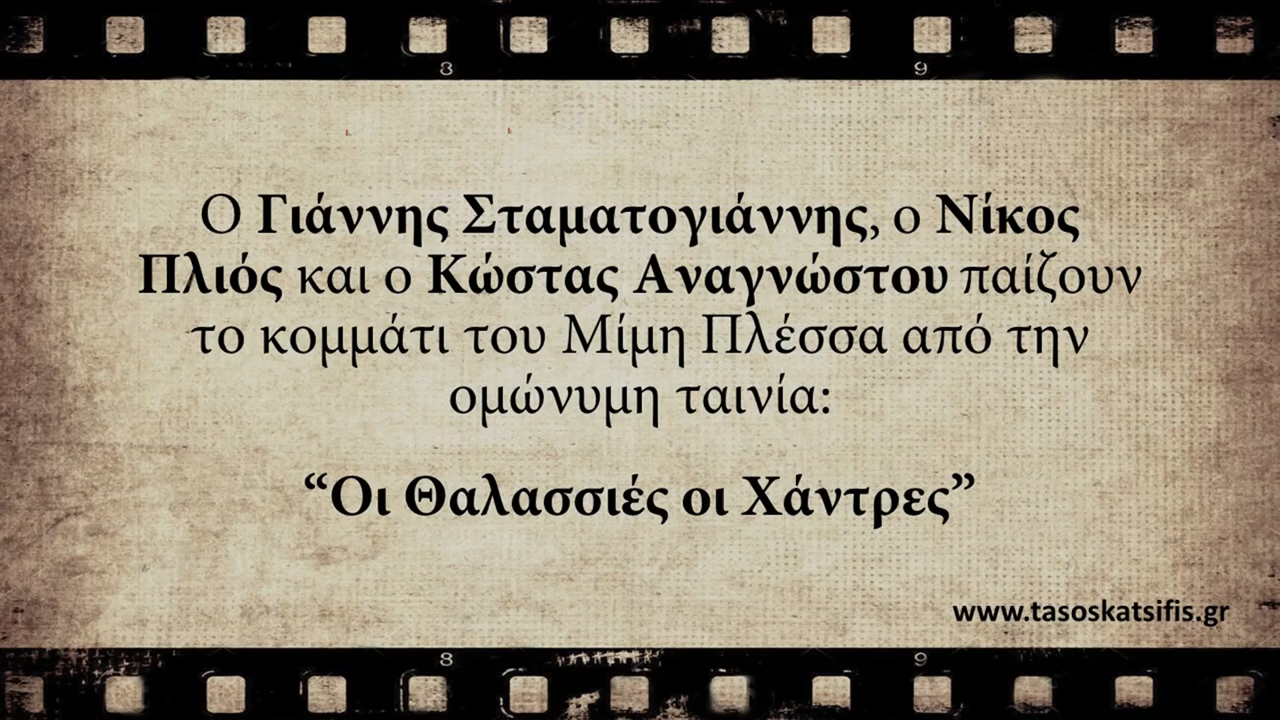 8 9
Ο Γιάννης Σταματογιάννης, ο Νίκος
Πλιός και ο Κώστας Αναγνώστου παίζουν
το κομμάτι του Μίμη Πλέσσα από την
ομώνυμη ταινία:
“Οι Θαλασσιές οι Χάντρες”
www.tasoskatsifis.gr
8 9